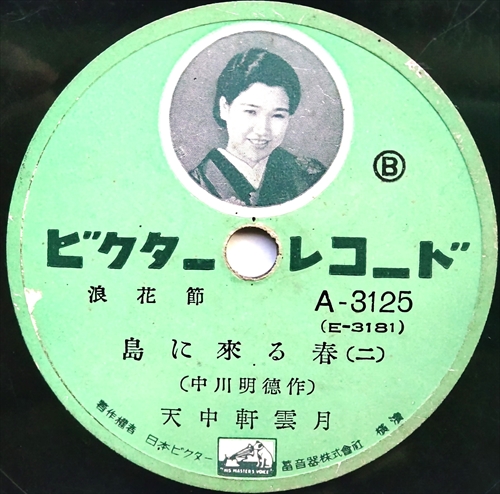 Ⓑ
ビクターレコード
浪花節 A-3125
(E-3181)
島に來る春(二)
(中川明德作)
天中軒雲月
著作權者 日本ビクター蓄音器株式會社 橫濱
"HIS MASTER'S VOICE"